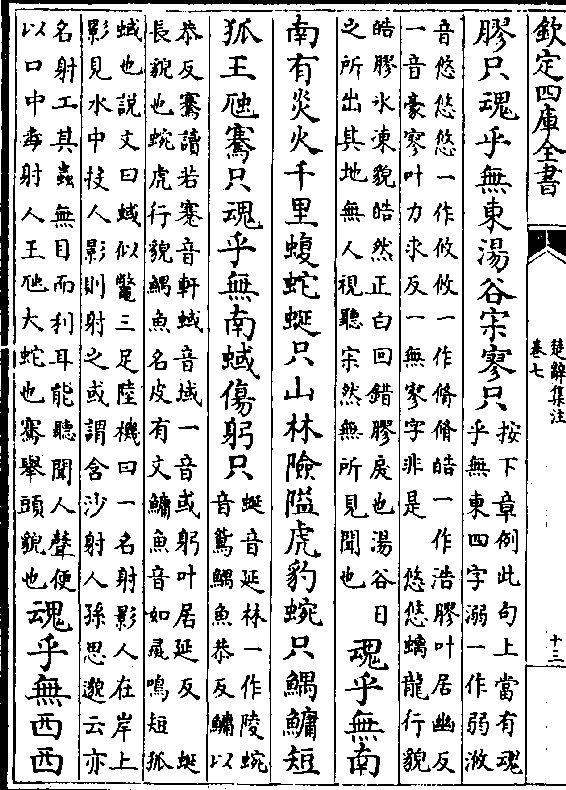 欽定四庫全書
楚辭集注
卷七
十三
膠只魂乎無東湯谷宗寥只按下章例此句上當有魂
乎無東四字溺一作弱滺
音悠悠悠一作攸攸一作脩脩皓一作浩膠叶居幽反
一音豪寥叶力求反一無寥字非是　悠悠螭龍行貌
皓膠氷凍貌皓然正白回錯膠戾也湯谷日
之所出其地無人視聽宗然無所見聞也魂乎無南
南有炎火千里蝮蛇蜒只山林險隘虎豹蜿只鰅鱅短
狐王虺騫只魂乎無南蜮傷躬只蜒音延林一作陵蜿
音鴛鰅魚恭反鱅以
恭反騫讀若蹇音軒蜮音域一音或躬叶居延反　蜒
長貌也蜿虎行貌鰅魚名皮有文鱅魚音如彘鳴短狐
蜮也説文曰蜮似鼈三足陸機曰一名射影人在岸上
影見水中投人影則射之或謂含沙射人孫思邈云亦
名射工其蟲無目而利耳能聽聞人聲便
以口中毒射人王虺大蛇也騫舉頭貌也魂乎無西西